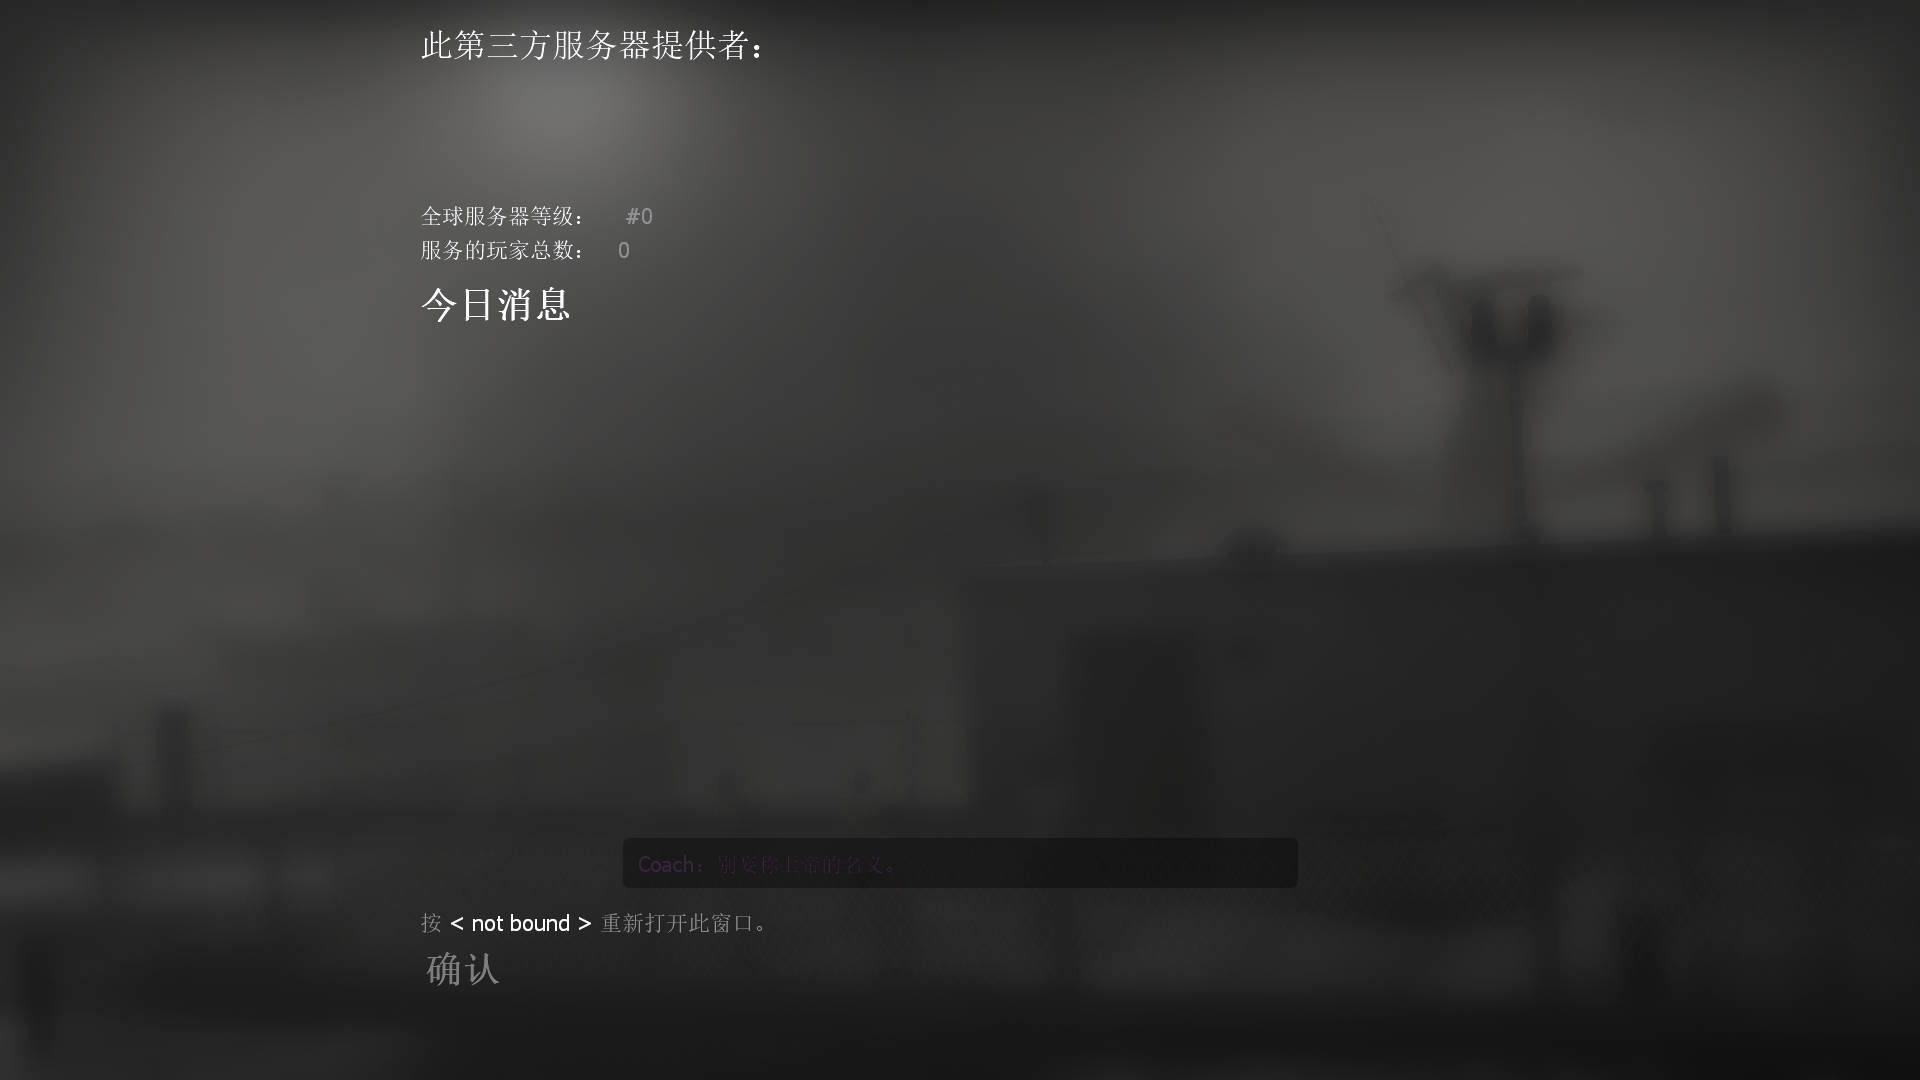 此第三方服务器提供者：
全球服务器等级： #0
服务的玩家总数： 0
今日消息
Coach：别妄称上帝的名义。
按 < not bound > 重新打开此窗口。
确认